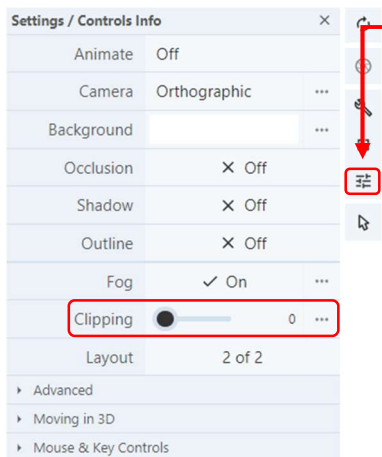 Settings / Controls Info
Animate Off
Camera Orthographic
Background
Occlusion Off
Shadow Off
Outline Off
Fog On
Clipping 0
Layout 2 of 2
Advanced
Moving in 3D
Mouse & Key Controls